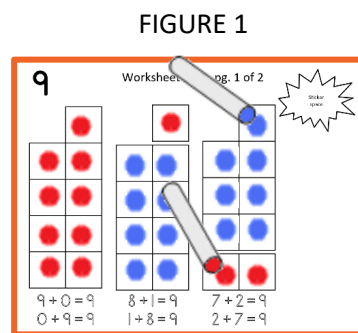 FIGURE 1
9
Worksheet pg. 1 of 2
Sticker
space
9 + 0 = 9
0 + 9 = 9
8 + 1 = 9
1 + 8 = 9
7 + 2 = 9
2 + 7 = 9